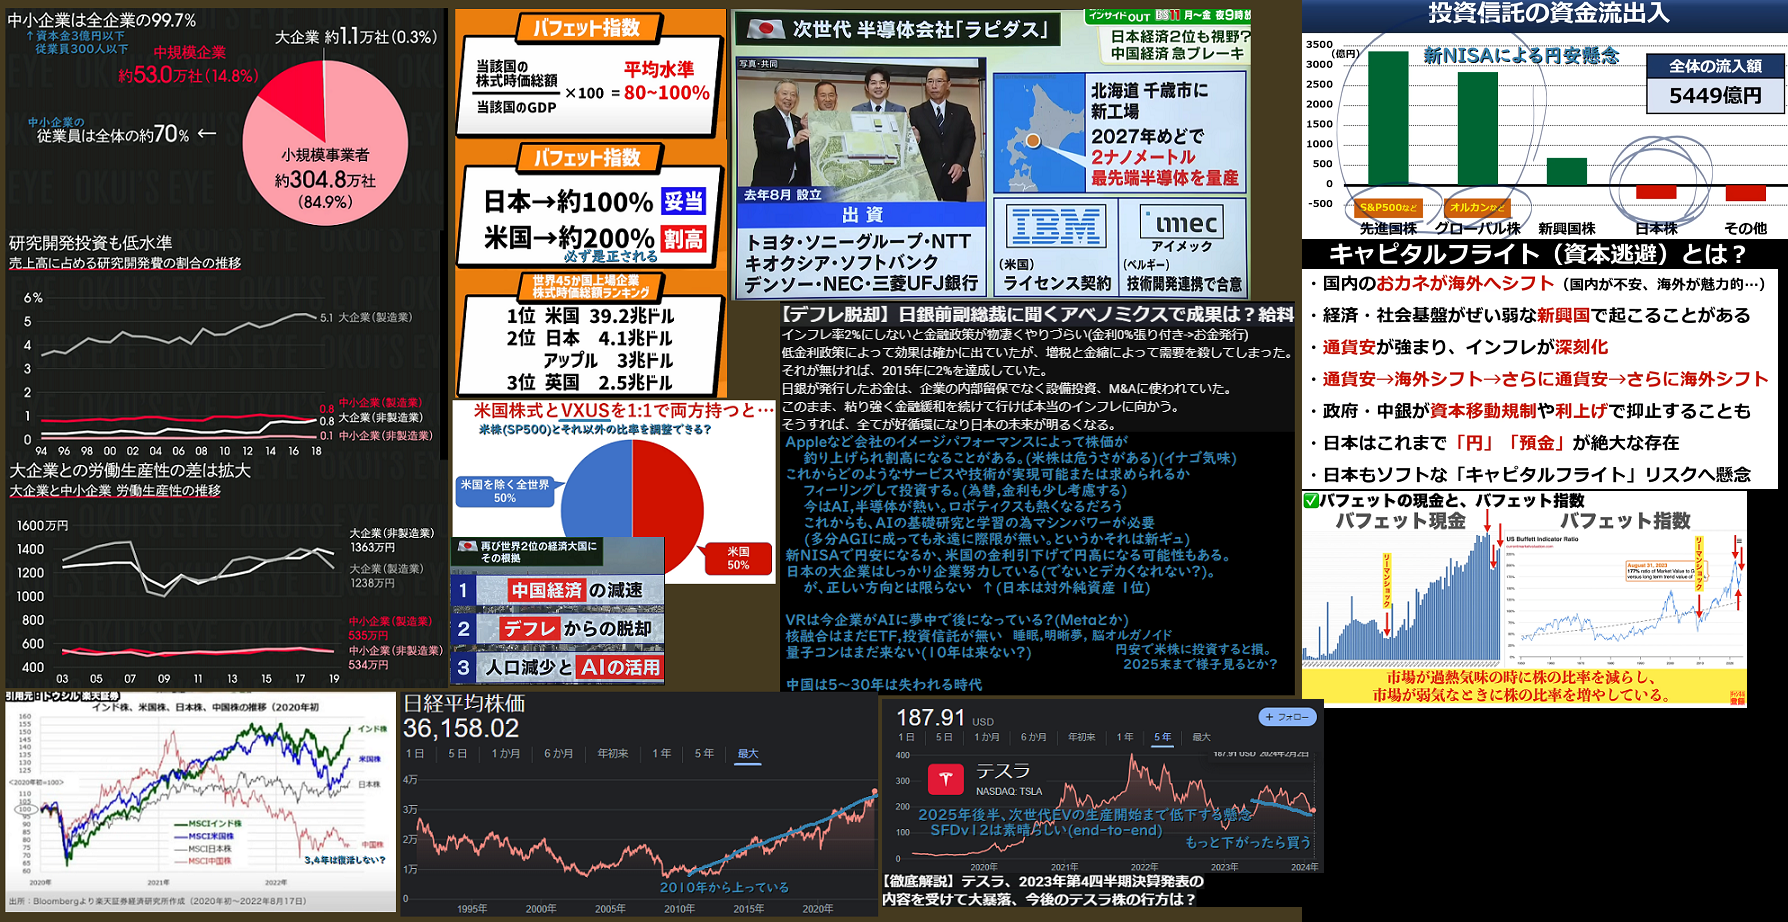 中小企業は全企業の99.7%
↑資本金3億円以下
従業員300人以下
中規模企業
約53.0万社(14.8%)
大企業 約1.1万社(0.3%)
中小企業の
従業員は全体の約70% ←
小規模事業者
約304.8万社
(84.9%)
研究開発投資も低水準
売上高に占める研究開発費の割合の推移
6%
5
4
3
2
1
0
5.1 大企業(製造業)
0.8 中小企業(製造業)
0.8 大企業(非製造業)
0.1 中小企業(非製造業)
94 96 98 00 02 04 06 08 10 12 14 16 18
大企業との労働生産性の差は拡大
大企業と中小企業 労働生産性の推移
1600万円
1400
1200
1000
800
600
400
大企業(非製造業)
1363万円
大企業(製造業)
1238万円
中小企業(製造業)
535万円
中小企業(非製造業)
534万円
03 05 07 09 11 13 15 17 19
バフェット指数
当該国の
株式時価総額
当該国のGDP
×100 =
平均水準
80~100%
バフェット指数
日本→約100% 妥当
米国→約200% 割高
必ず是正される
世界45か国上場企業
株式時価総額ランキング
1位 米国 39.2兆ドル
2位 日本 4.1兆ドル
アップル 3兆ドル
3位 英国 2.5兆ドル
米国株式とVXUSを1:1で両方持つと…
米株(SP500)とそれ以外の比率を調整できる?
米国を除く全世界
50%
米国
50%
再び世界2位の経済大国に
その根拠
1 中国経済の減速
2 デフレからの脱却
3 人口減少とAIの活用
次世代 半導体会社「ラピダス」
インサイドOUT BS11 月~金 夜9時放
日本経済2位も視野?
中国経済 急ブレーキ
写真・共同
去年8月 設立
出資
トヨタ・ソニーグループ・NTT
キオクシア・ソフトバンク
デンソー・NEC・三菱UFJ銀行
北海道 千歳市に
新工場
2027年めどで
2ナノメートル
最先端半導体を量産
IBM
(米国)
ライセンス契約
imec
アイメック
(ベルギー)
技術開発連携で合意
【デフレ脱却】日銀前副総裁に聞くアベノミクスで成果は?給料
インフレ率2%にしないと金融政策が物凄くやりづらい(金利0%張り付き->お金発行)
低金利政策によって効果は確かに出ていたが、増税と金縮によって需要を殺してしまった。
それが無ければ、2015年に2%を達成していた。
日銀が発行したお金は、企業の内部留保でなく設備投資、M&Aに使われていた。
このまま、粘り強く金融緩和を続けて行けば本当のインフレに向かう。
そうすれば、全てが好循環になり日本の未来が明るくなる。
Appleなど会社のイメージパフォーマンスによって株価が
釣り上げられ割高になることがある。(米株は危うさがある)(イナゴ気味)
これからどのようなサービスや技術が実現可能または求められるか
フィーリングして投資する。(為替,金利も少し考慮する)
今はAI,半導体が熱い。ロボティクスも熱くなるだろう
これからも、AIの基礎研究と学習の為マシンパワーが必要
(多分AGIに成っても永遠に際限が無い。というかそれは新ギュ)
新NISAで円安になるか、米国の金利引下げで円高になる可能性もある。
日本の大企業はしっかり企業努力している(でないとデカくなれない?)。
が、正しい方向とは限らない ↑(日本は対外純資産 1位)
VRは今企業がAIに夢中で後になっている?(Metaとか)
核融合はまだETF,投資信託が無い 睡眠,明晰夢, 脳オルガノイド
量子コンはまだ来ない(10年は来ない?)
円安で米株に投資すると損。
2025末まで様子見るとか?
中国は5~30年は失われる時代
投資信託の資金流出入
(億円)
3500
3000
2500
2000
1500
1000
500
0
-500
新NISAによる円安懸念
全体の流入額
5449億円
S&P500など
オルカンなど
先進国株 グローバル株 新興国株 日本株 その他
キャピタルフライト(資本逃避)とは?
・国内のおカネが海外へシフト(国内が不安、海外が魅力的…)
・経済・社会基盤がぜい弱な新興国で起こることがある
・通貨安が強まり、インフレが深刻化
・通貨安→海外シフト→さらに通貨安→さらに海外シフト
・政府・中銀が資本移動規制や利上げで抑止することも
・日本はこれまで「円」「預金」が絶大な存在
・日本もソフトな「キャピタルフライト」リスクへ懸念
✅バフェットの現金と、バフェット指数
バフェット現金
バフェット指数
US Buffett Indicator Ratio
リーマンショック
リーマンショック
August 31, 2023
市場が過熱気味の時に株の比率を減らし、
市場が弱気なときに株の比率を増やしている。
インド株、米国株、日本株、中国株の推移(2020年初
160
155
150
145
140
135
130
125
<2020年初=100>
100
90
85
80
75
70
65
60
インド株
米国株
日本株
中国株
MSCIインド株
MSCI米国株
MSCI日本株
MSCI中国株
3,4年は復活しない?
2020年 2021年 2022年
出所:Bloombergより楽天証券経済研究所作成(2020年初~2022年8月17日)
日経平均株価
36,158.02
1日 5日 1か月 6か月 年初来 1年 5年 最大
4万
3万
2万
1万
0
2010年から上っている
1995年 2000年 2005年 2010年 2015年 2020年
187.91 USD
+ フォロー
1日 5日 1か月 6か月 年初来 1年 5年 最大
187.91 USD 2024年2月2日
400
300
200
100
0
テスラ
NASDAQ: TSLA
2025年後半、次世代EVの生産開始まで低下する懸念
SFDv12は素晴らしい(end-to-end)
もっと下がったら買う
2020年 2021年 2022年 2023年 2024年
【徹底解説】テスラ、2023年第4四半期決算発表の
内容を受けて大暴落、今後のテスラ株の行方は?